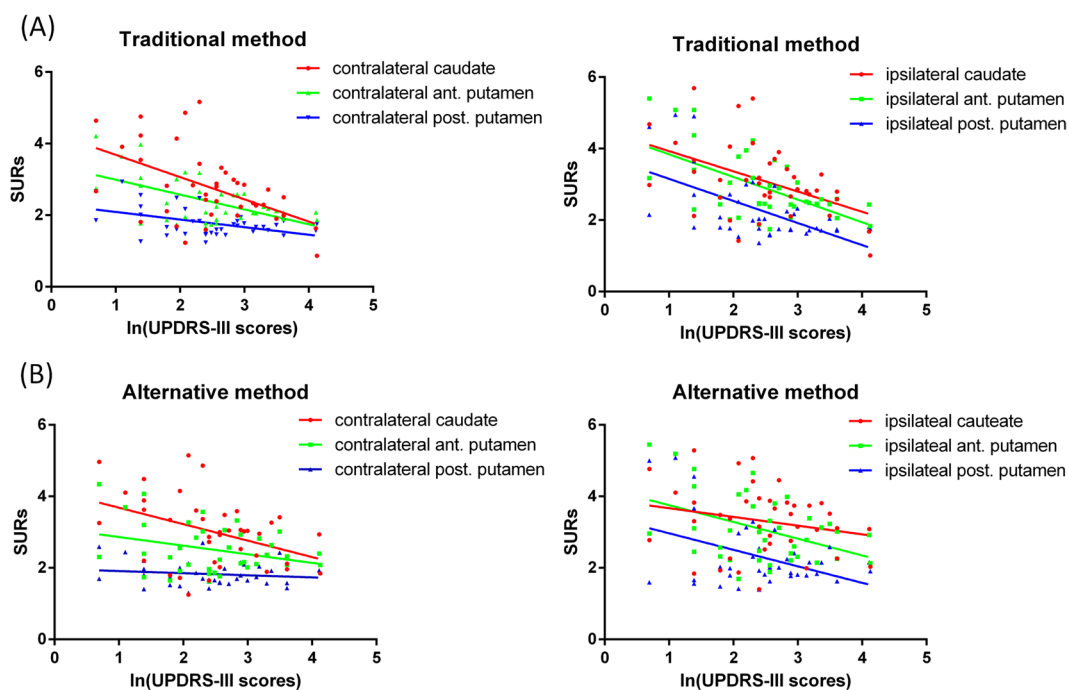 (A)
Traditional method
contralateral caudate
contralateral ant. putamen
contralateral post. putamen
6
4
2
0
SURs
0 1 2 3 4 5
ln(UPDRS-III scores)
Traditional method
ipsilateral caudate
ipsilateral ant. putamen
ipsilateal post. putamen
6
4
2
0
SURs
0 1 2 3 4 5
ln(UPDRS-III scores)
(B)
Alternative method
contralateral caudate
contralateral ant. putamen
contralateral post. putamen
6
4
2
0
SURs
0 1 2 3 4 5
ln(UPDRS-III scores)
Alternative method
ipsilateal cauteate
ipsilateal ant. putamen
ipsilateal post. putamen
6
4
2
0
SURs
0 1 2 3 4 5
ln(UPDRS-III scores)